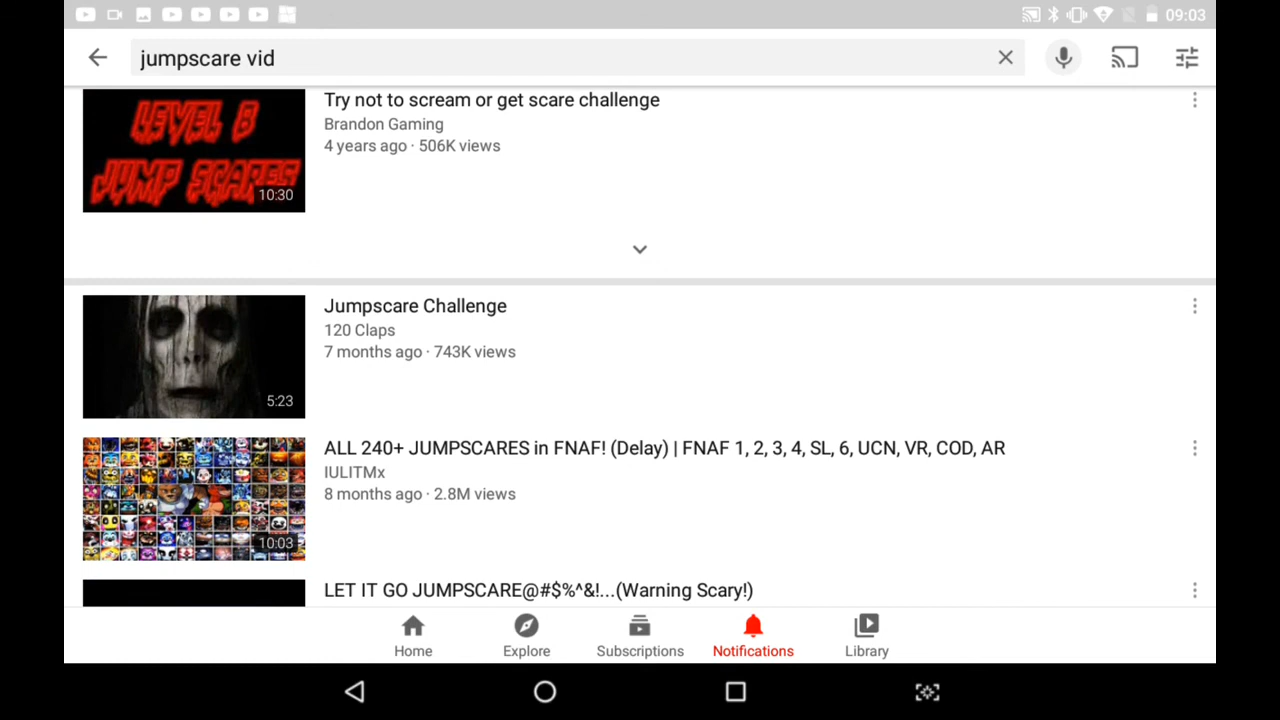 09:03
jumpscare vid
LEVEL 8
JUMP SCARES
10:30
Try not to scream or get scare challenge
Brandon Gaming
4 years ago · 506K views
5:23
Jumpscare Challenge
120 Claps
7 months ago · 743K views
10:03
ALL 240+ JUMPSCARES in FNAF! (Delay) | FNAF 1, 2, 3, 4, SL, 6, UCN, VR, COD, AR
IULITMx
8 months ago · 2.8M views
LET IT GO JUMPSCARE@#$%^&!...(Warning Scary!)
Home
Explore
Subscriptions
Notifications
Library